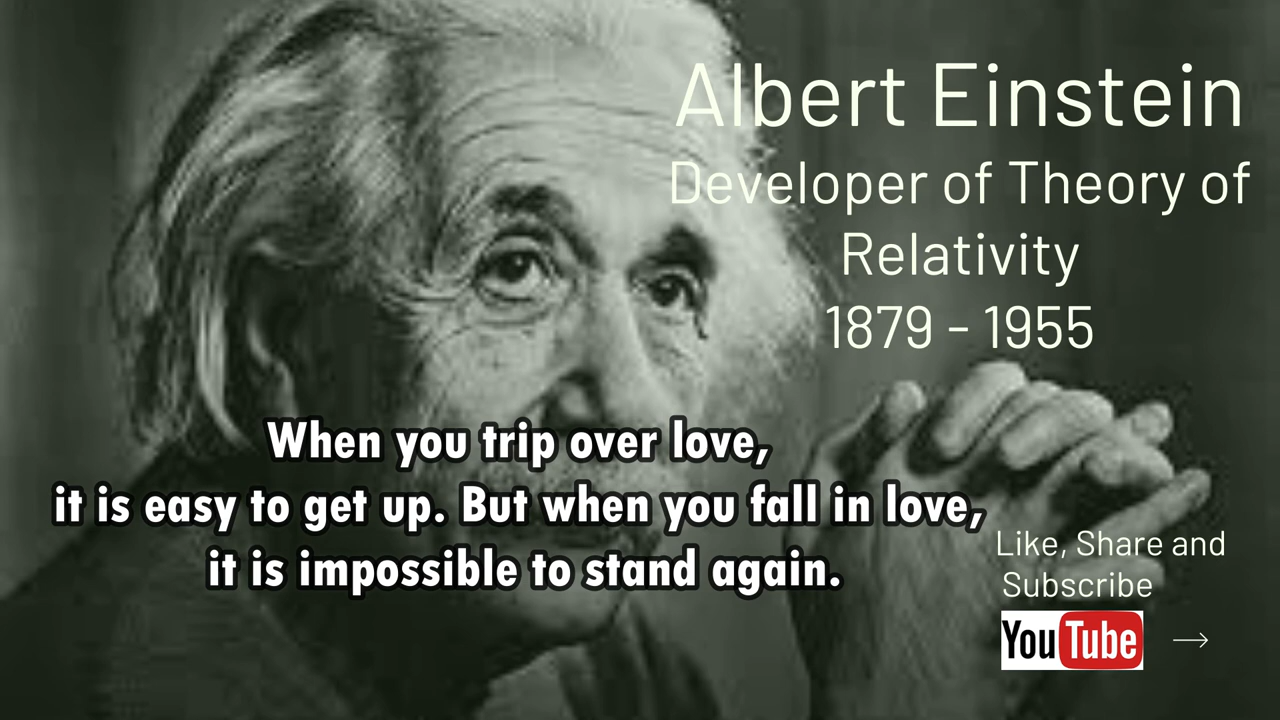 Albert Einstein
Developer of Theory of
Relativity
1879 - 1955
When you trip over love,
it is easy to get up. But when you fall in love,
it is impossible to stand again.
Like, Share and
Subscribe
YouTube